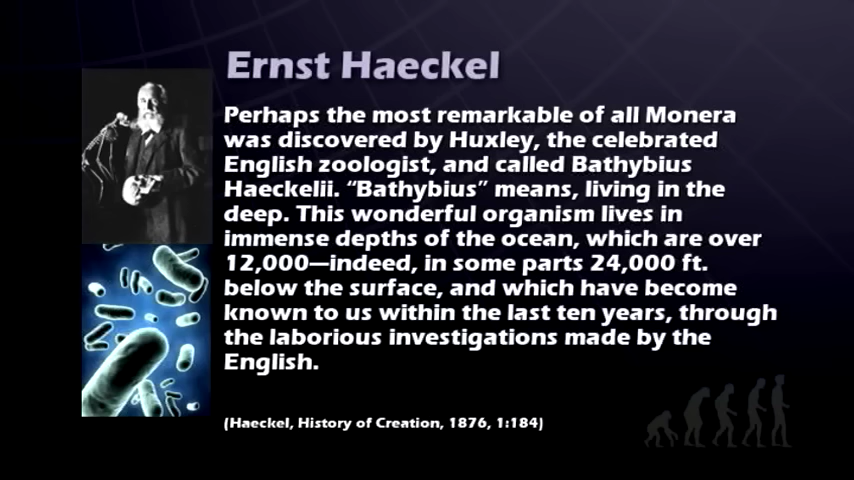 Ernst Haeckel
Perhaps the most remarkable of all Monera
was discovered by Huxley, the celebrated
English zoologist, and called Bathybius
Haeckelii. “Bathybius” means, living in the
deep. This wonderful organism lives in
immense depths of the ocean, which are over
12,000—indeed, in some parts 24,000 ft.
below the surface, and which have become
known to us within the last ten years, through
the laborious investigations made by the
English.
(Haeckel, History of Creation, 1876, 1:184)